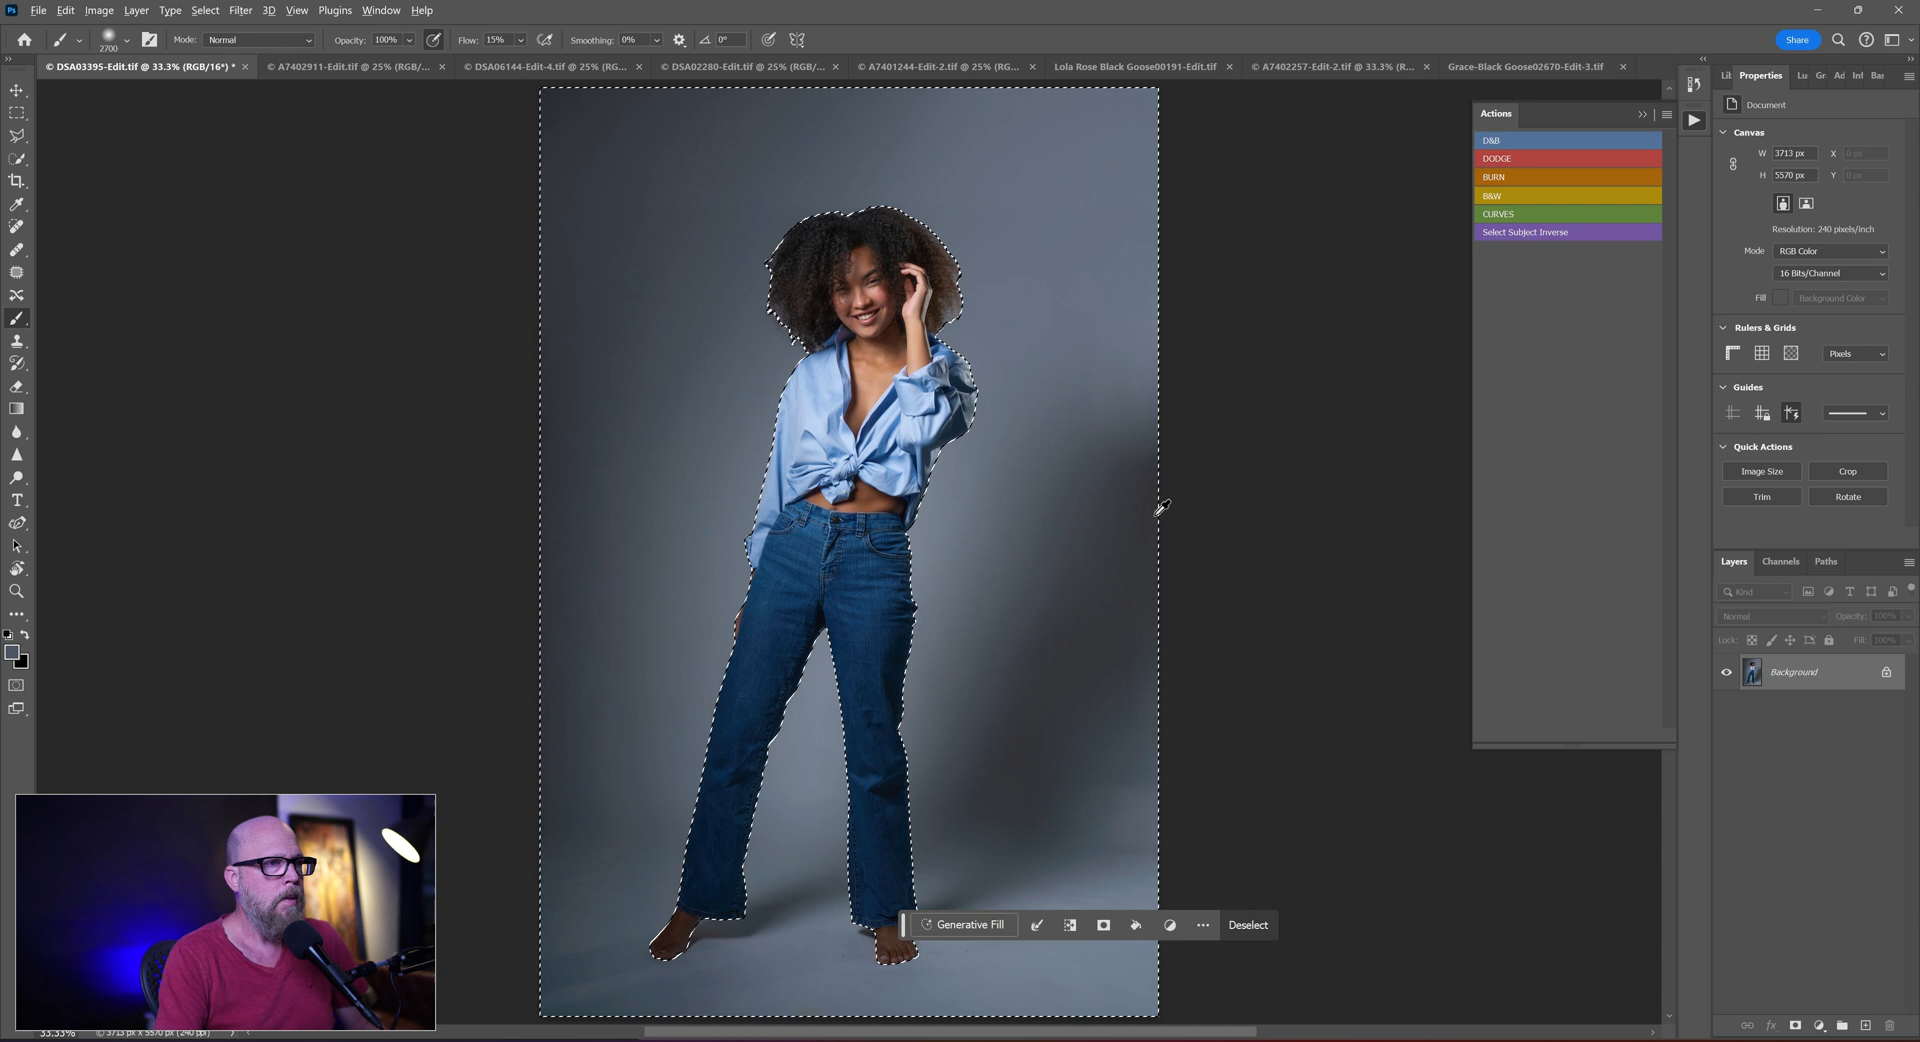 Ps File Edit Image Layer Type Select Filter 3D View Plugins Window Help
2700 Mode: Normal Opacity: 100% Flow: 15% Smoothing: 0% 0° Share
© DSA03395-Edit.tif @ 33.3% (RGB/16*) * × © A7402911-Edit.tif @ 25% (RGB/... × © DSA06144-Edit-4.tif @ 25% (RG... × © DSA02280-Edit.tif @ 25% (RGB/... × © A7401244-Edit-2.tif @ 25% (RG... × Lola Rose Black Goose00191-Edit.tif × © A7402257-Edit-2.tif @ 33.3% (R... × Grace-Black Goose02670-Edit-3.tif ×
Actions
D&B
DODGE
BURN
B&W
CURVES
Select Subject Inverse
Properties Lu Gr Ad Inf Bas
Document
Canvas
W 3713 px X 0 px
H 5570 px Y 0 px
Resolution: 240 pixels/inch
Mode RGB Color
16 Bits/Channel
Fill Background Color
Rulers & Grids
Pixels
Guides
Quick Actions
Image Size Crop
Trim Rotate
Layers Channels Paths
Kind
Normal Opacity: 100%
Lock: Fill: 100%
Background
fx
Generative Fill ... Deselect
33.33% © 3713 px x 5570 px (240 ppi)